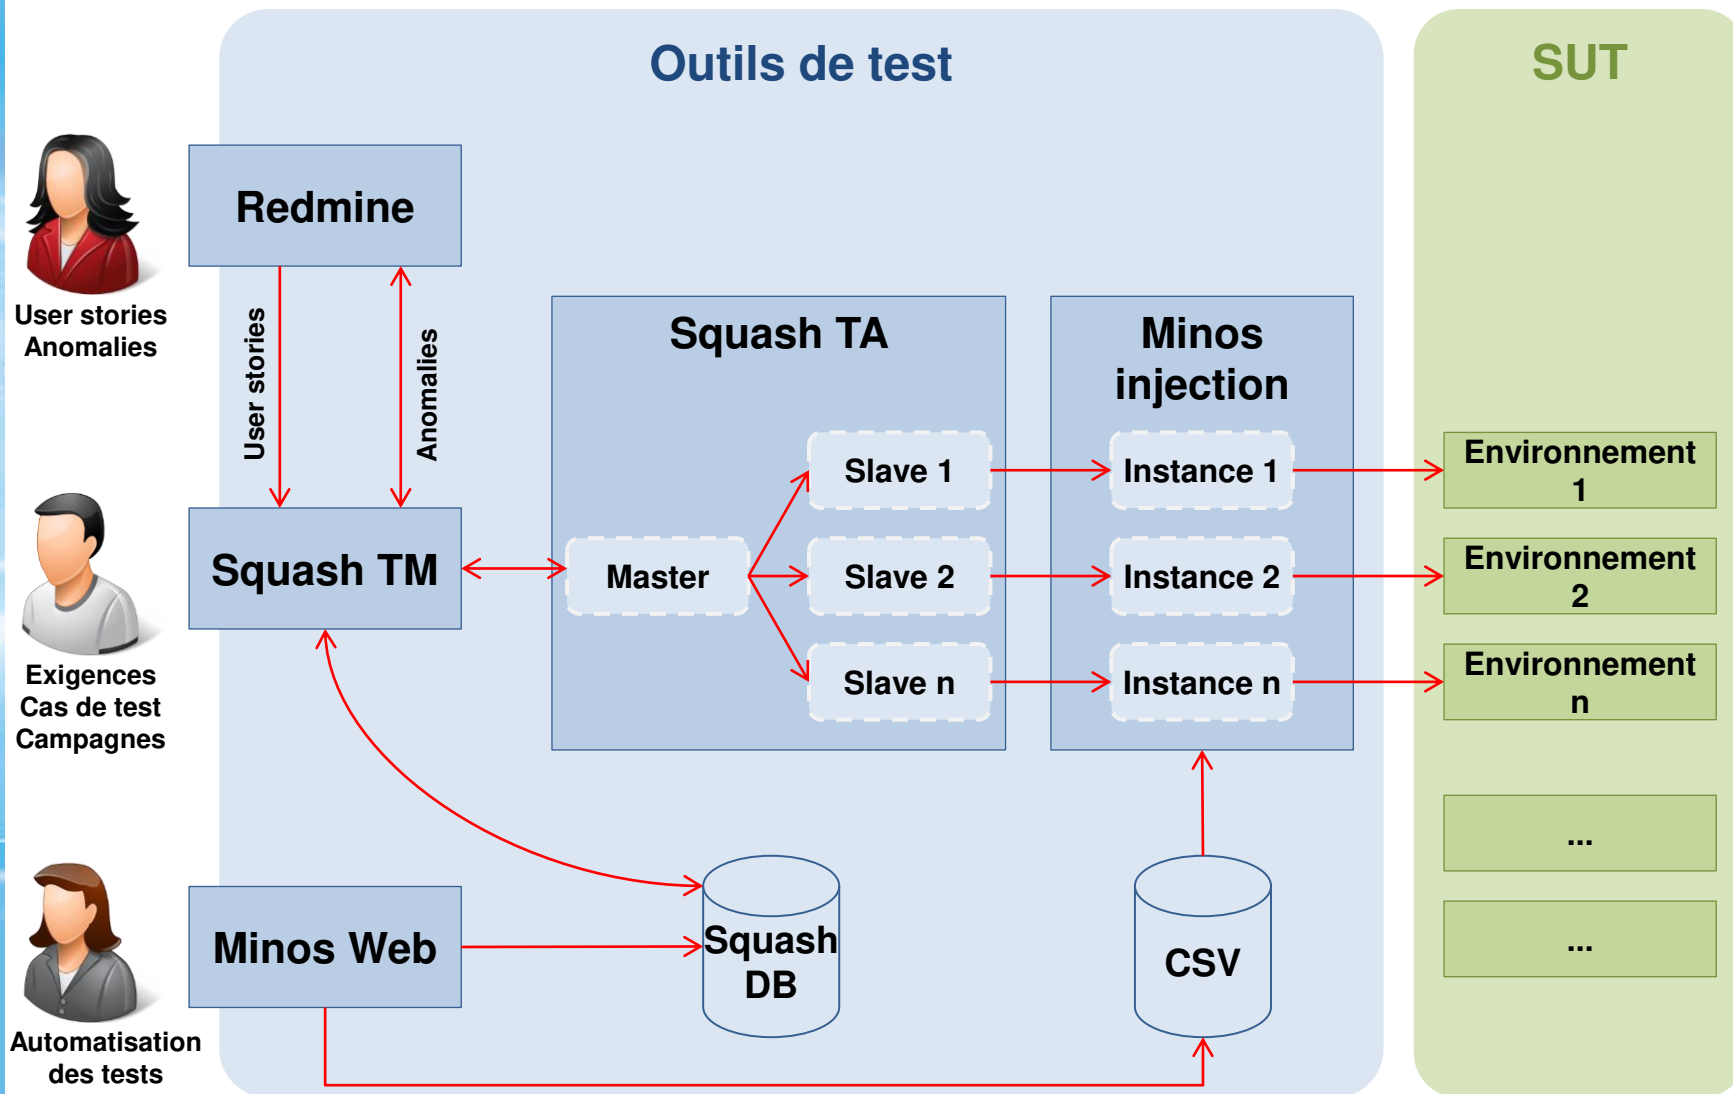 Outils de test
SUT
Redmine
User stories
Anomalies
User stories
Anomalies
Squash TA
Minos
injection
Slave 1
Instance 1
Environnement
1
Squash TM
Master
Slave 2
Instance 2
Environnement
2
Slave n
Instance n
Environnement
n
Exigences
Cas de test
Campagnes
...
Minos Web
Squash
DB
CSV
...
Automatisation
des tests